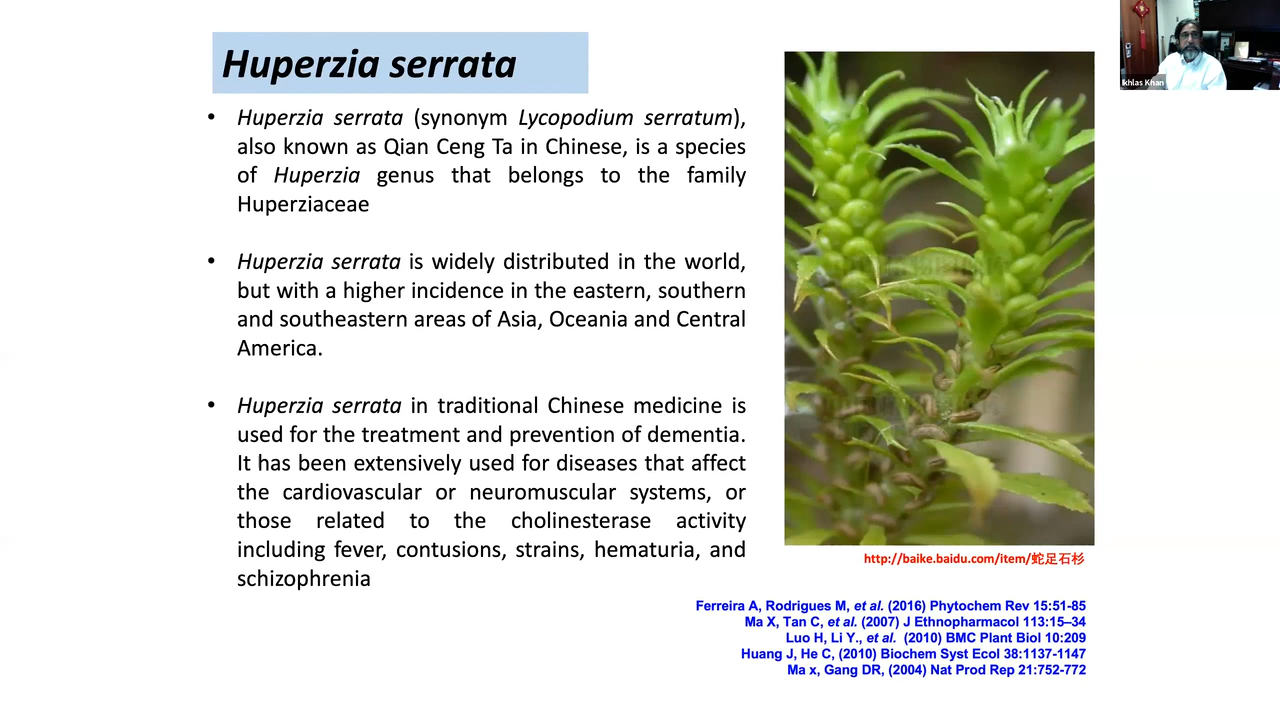 Huperzia serrata
• Huperzia serrata (synonym Lycopodium serratum),
also known as Qian Ceng Ta in Chinese, is a species
of Huperzia genus that belongs to the family
Huperziaceae
• Huperzia serrata is widely distributed in the world,
but with a higher incidence in the eastern, southern
and southeastern areas of Asia, Oceania and Central
America.
• Huperzia serrata in traditional Chinese medicine is
used for the treatment and prevention of dementia.
It has been extensively used for diseases that affect
the cardiovascular or neuromuscular systems, or
those related to the cholinesterase activity
including fever, contusions, strains, hematuria, and
schizophrenia
http://baike.baidu.com/item/蛇足石杉
Ferreira A, Rodrigues M, et al. (2016) Phytochem Rev 15:51-85
Ma X, Tan C, et al. (2007) J Ethnopharmacol 113:15–34
Luo H, Li Y., et al. (2010) BMC Plant Biol 10:209
Huang J, He C, (2010) Biochem Syst Ecol 38:1137-1147
Ma x, Gang DR, (2004) Nat Prod Rep 21:752-772
Ikhlas Khan